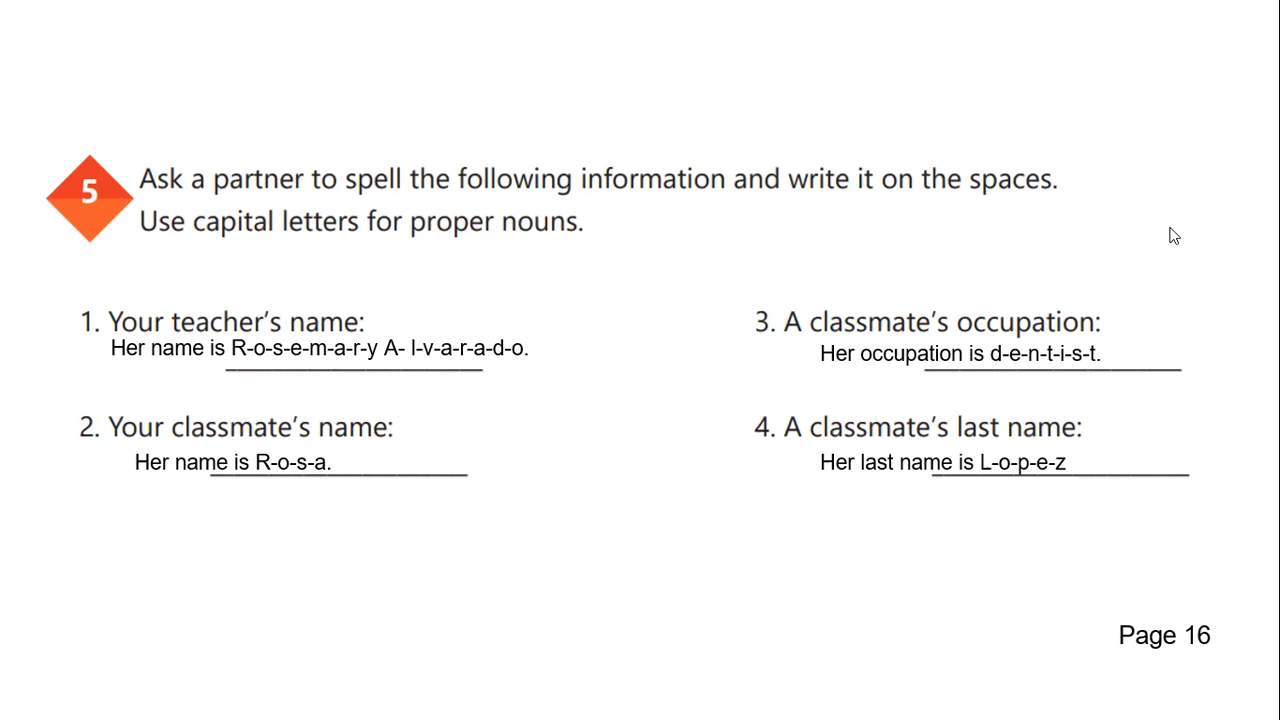 5
Ask a partner to spell the following information and write it on the spaces.
Use capital letters for proper nouns.
1. Your teacher's name:
Her name is R-o-s-e-m-a-r-y A- l-v-a-r-a-d-o.
2. Your classmate's name:
Her name is R-o-s-a.
3. A classmate's occupation:
Her occupation is d-e-n-t-i-s-t.
4. A classmate's last name:
Her last name is L-o-p-e-z
Page 16